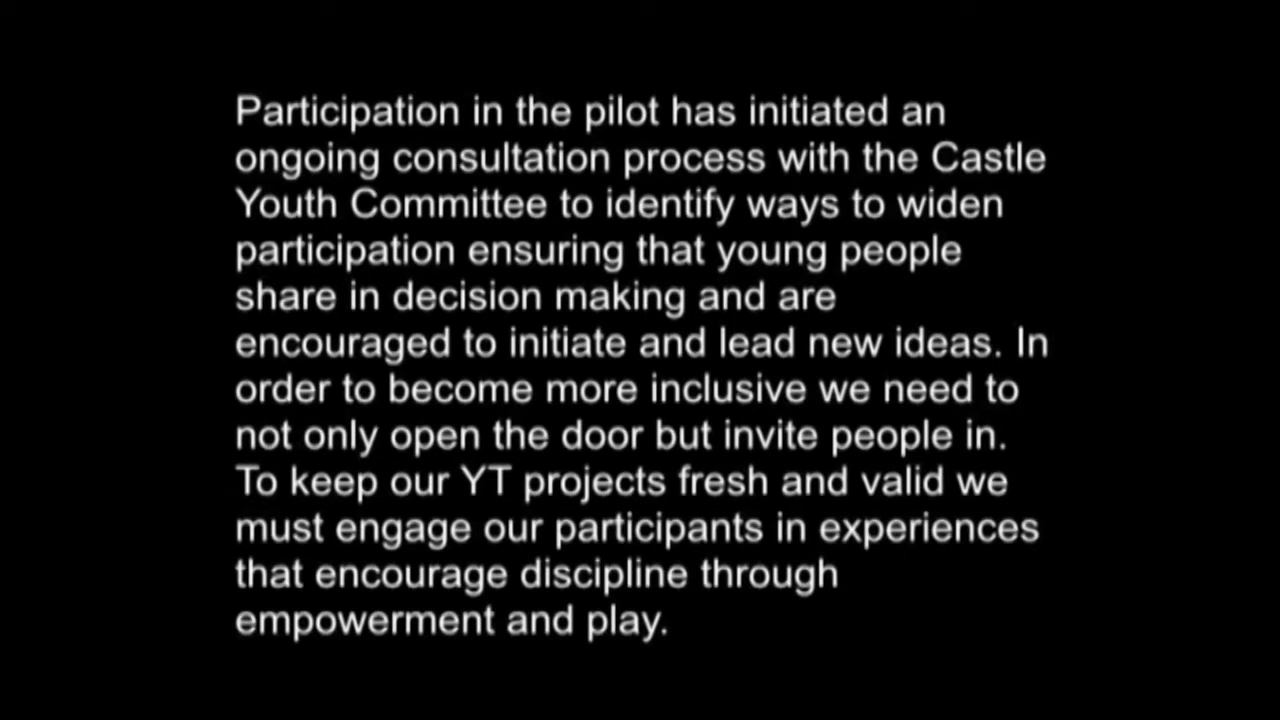 Participation in the pilot has initiated an
ongoing consultation process with the Castle
Youth Committee to identify ways to widen
participation ensuring that young people
share in decision making and are
encouraged to initiate and lead new ideas. In
order to become more inclusive we need to
not only open the door but invite people in.
To keep our YT projects fresh and valid we
must engage our participants in experiences
that encourage discipline through
empowerment and play.